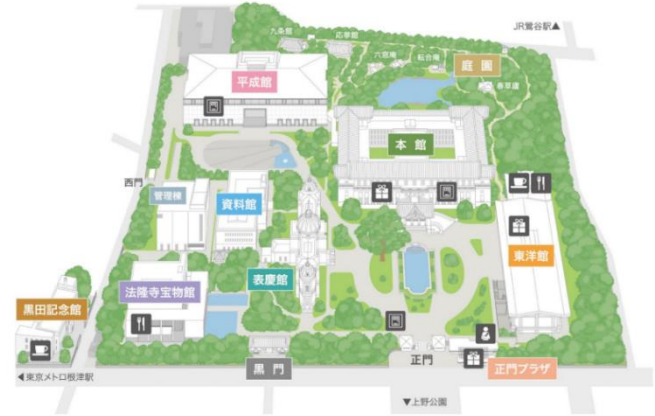 JR鶯谷駅▲
九条館
応挙館
六窓庵
転合庵
庭園
春草廬
平成館
本館
西門
管理棟
資料館
東洋館
表慶館
法隆寺宝物館
黒田記念館
黒門
正門
正門プラザ
◀東京メトロ根津駅
▼上野公園